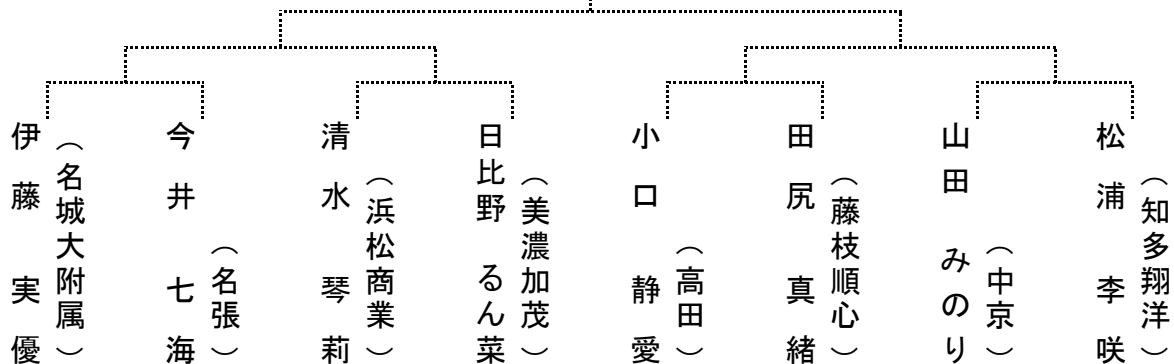 伊藤実優
（名城大附属）
今井七海
（名張）
清水琴莉
（浜松商業）
日比野るん菜
（美濃加茂）
小口静愛
（高田）
田尻真緒
（藤枝順心）
山田みのり
（中京）
松浦李咲
（知多翔洋）